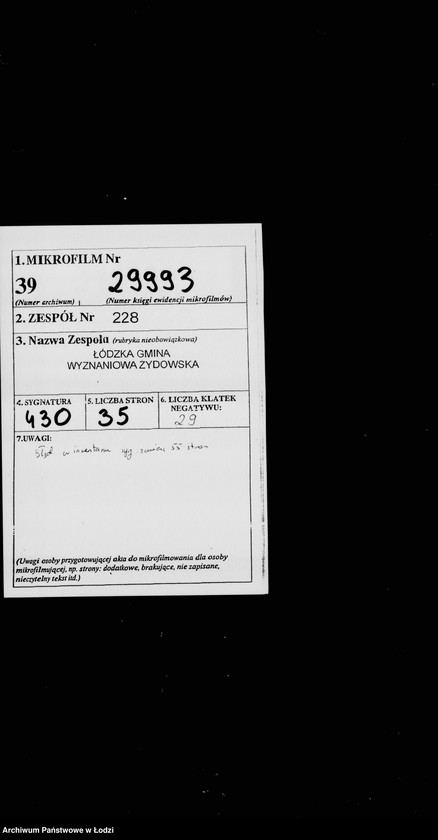 1. MIKROFILM Nr
39 29993
(Numer archiwum) (Numer księgi ewidencji mikrofilmów)
2. ZESPÓŁ Nr 228
3. Nazwa Zespołu (rubryka nieobowiązkowa)
ŁÓDZKA GMINA
WYZNANIOWA ŻYDOWSKA
4. SYGNATURA 5. LICZBA STRON 6. LICZBA KLATEK
NEGATYWU:
430 35 29
7. UWAGI:
w stron
(Uwagi osoby przygotowującej akta do mikrofilmowania dla osoby
mikrofilmującej, np. strony: dodatkowe, brakujące, nie zapisane,
nieczytelny tekst itd.)
Archiwum Państwowe w Łodzi